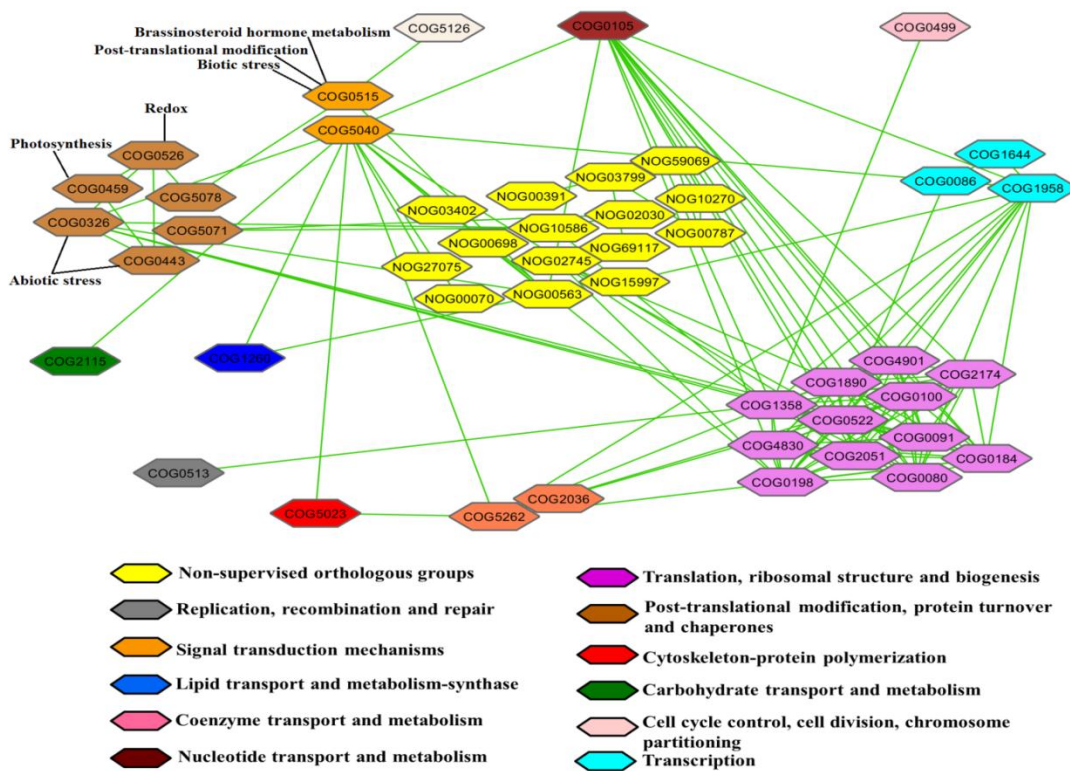 COG5126
COG0105
COG0499
Brassinosteroid hormone metabolism
Post-translational modification
Biotic stress
COG0515
COG5040
Redox
Photosynthesis
COG0526
COG0459
COG5078
COG0326
COG5071
COG0443
Abiotic stress
NOG59069
NOG03799
NOG00391
NOG10270
NOG03402
NOG02030
NOG10586
NOG00787
NOG00698
NOG69117
NOG27075
NOG02745
NOG15997
NOG00070
NOG00563
COG1644
COG0086
COG1958
COG2115
COG1260
COG4901
COG1890
COG2174
COG1358
COG0100
COG0522
COG4830
COG0091
COG2051
COG0184
COG0198
COG0080
COG0513
COG5023
COG5262
COG2036
Non-supervised orthologous groups
Replication, recombination and repair
Signal transduction mechanisms
Lipid transport and metabolism-synthase
Coenzyme transport and metabolism
Nucleotide transport and metabolism
Translation, ribosomal structure and biogenesis
Post-translational modification, protein turnover
and chaperones
Cytoskeleton-protein polymerization
Carbohydrate transport and metabolism
Cell cycle control, cell division, chromosome
partitioning
Transcription